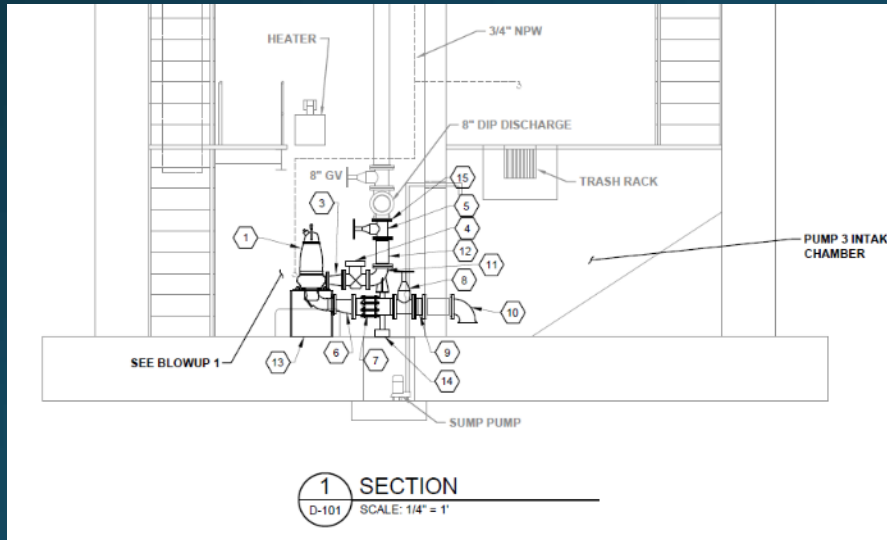 HEATER
3/4" NPW
8" DIP DISCHARGE
8" GV
15
TRASH RACK
3
5
1
4
12
PUMP 3 INTAK
CHAMBER
11
8
10
SEE BLOWUP 1
13
6
7
9
14
SUMP PUMP
1
SECTION
D-101
SCALE: 1/4" = 1'